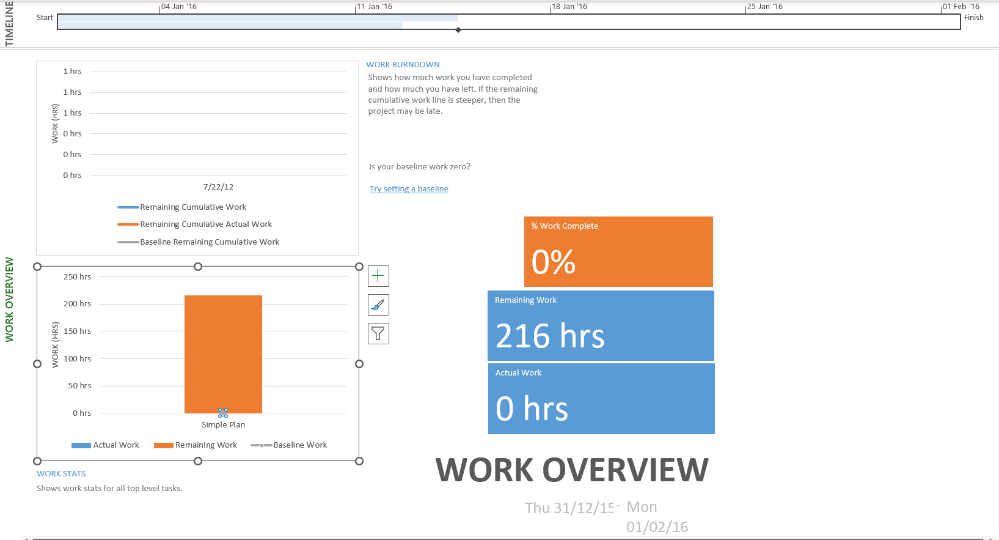 TIMELINE
04 Jan '16
11 Jan '16
18 Jan '16
25 Jan '16
01 Feb '16
Start
Finish
WORK OVERVIEW
1 hrs
1 hrs
1 hrs
0 hrs
0 hrs
0 hrs
WORK (HRS)
7/22/12
Remaining Cumulative Work
Remaining Cumulative Actual Work
Baseline Remaining Cumulative Work
WORK BURNDOWN
Shows how much work you have completed
and how much you have left. If the remaining
cumulative work line is steeper, then the
project may be late.
Is your baseline work zero?
Try setting a baseline
% Work Complete
0%
Remaining Work
216 hrs
Actual Work
0 hrs
250 hrs
200 hrs
150 hrs
100 hrs
50 hrs
0 hrs
WORK (HRS)
Simple Plan
Actual Work
Remaining Work
Baseline Work
WORK STATS
Shows work stats for all top level tasks.
WORK OVERVIEW
Thu 31/12/15 - Mon
01/02/16